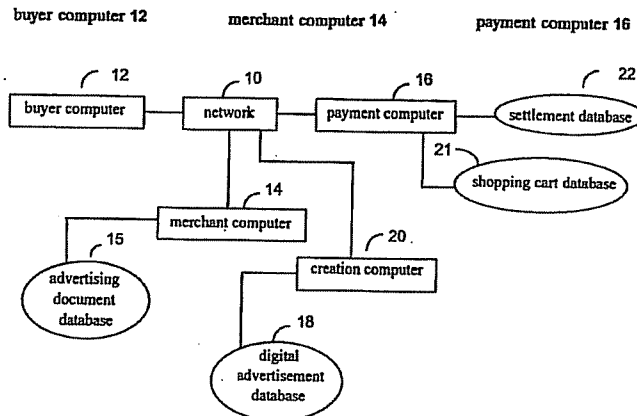 buyer computer 12 merchant computer 14 payment computer 16
12 10 16 22
buyer computer network payment computer settlement database
21
shopping cart database
14
merchant computer
15
advertising
document
database
20
creation computer
18
digital
advertisement
database